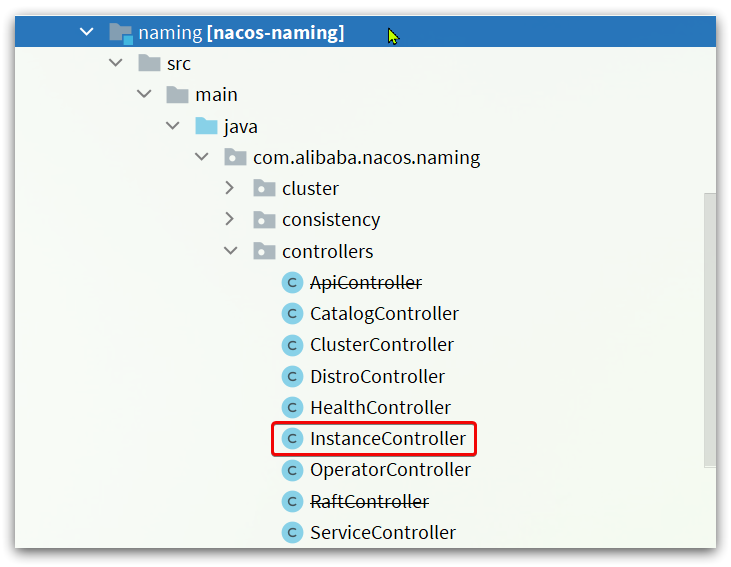 naming [nacos-naming]
src
main
java
com.alibaba.nacos.naming
cluster
consistency
controllers
C ApiController
C CatalogController
C ClusterController
C DistroController
C HealthController
C InstanceController
C OperatorController
C RaftController
C ServiceController